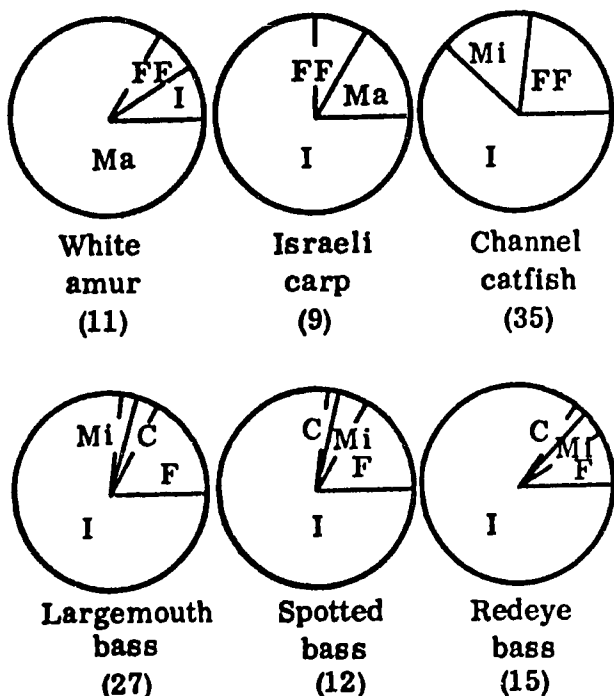 FF
I
Ma
White
amur
(11)
FF
Ma
I
Israeli
carp
(9)
Mi
FF
I
Channel
catfish
(35)
Mi
C
F
I
Largemouth
bass
(27)
C
Mi
F
I
Spotted
bass
(12)
C
Mi
F
I
Redeye
bass
(15)